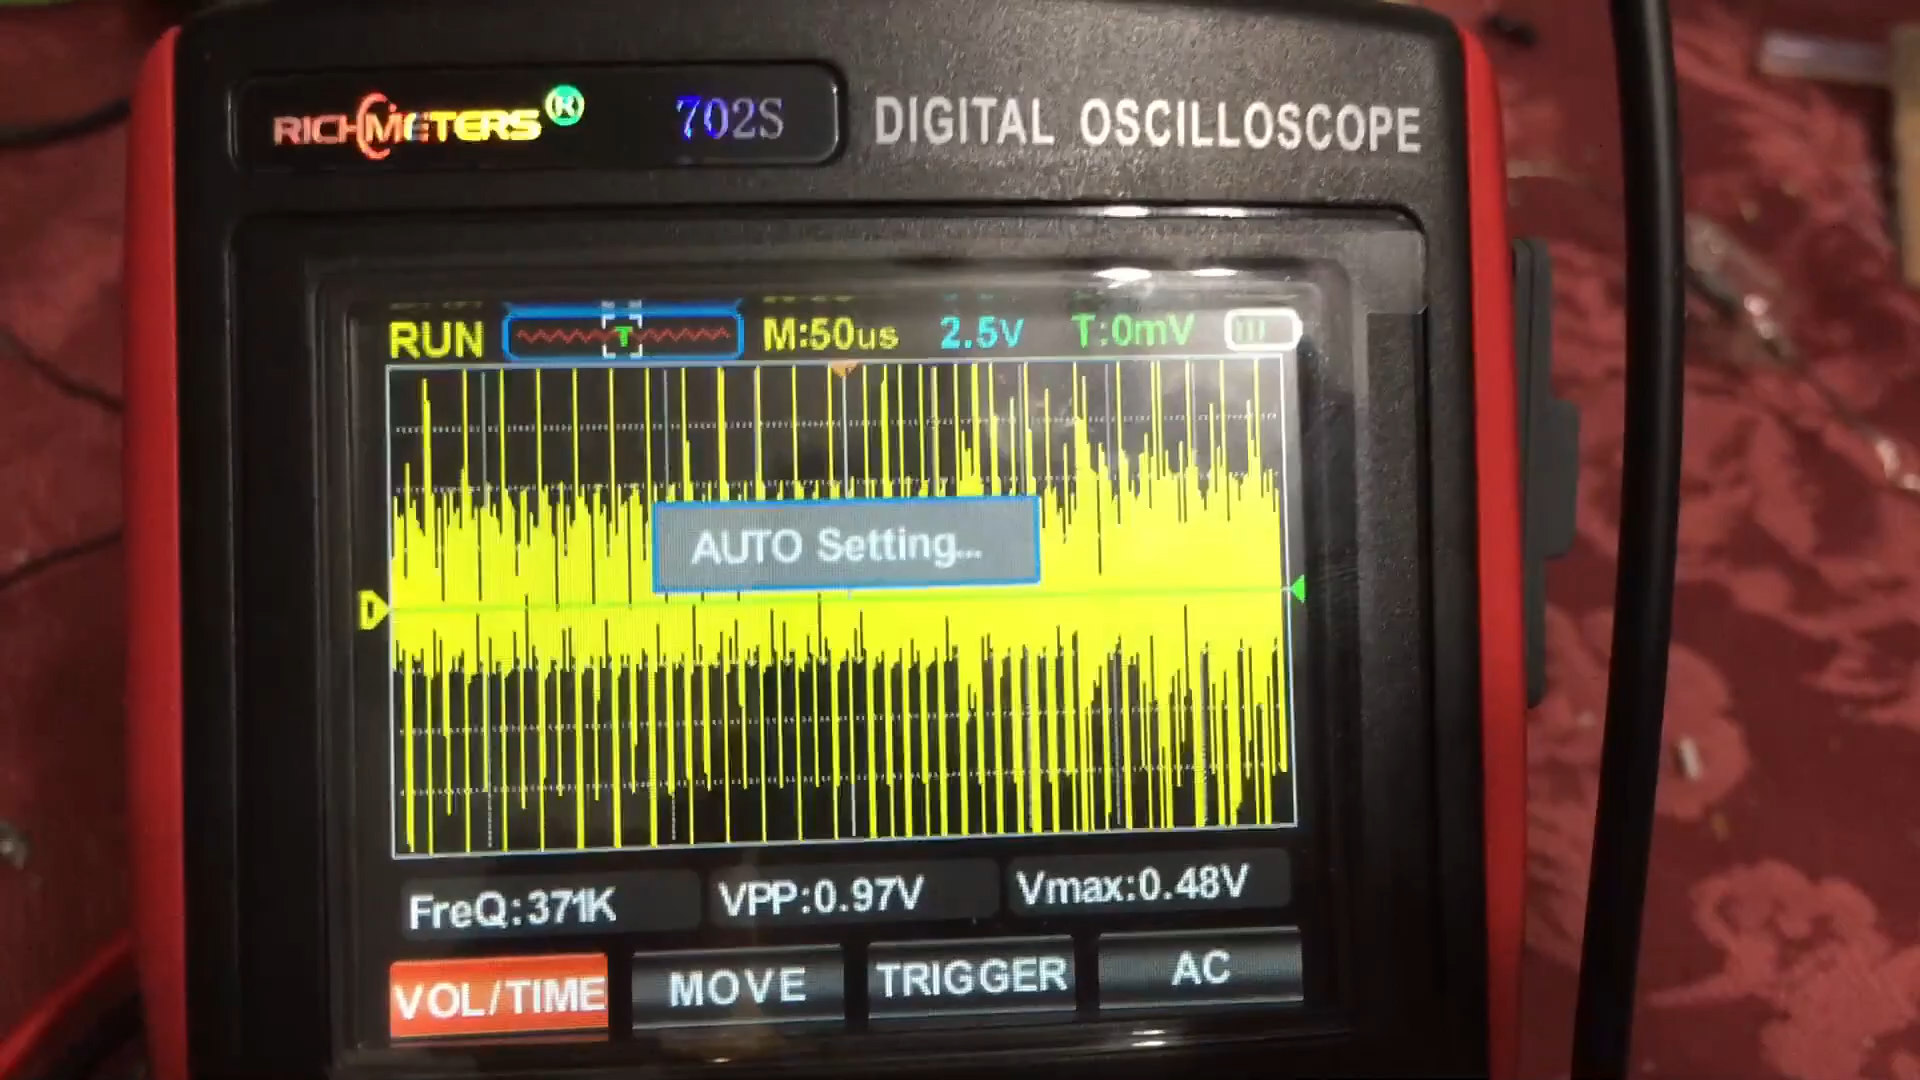 RICHMETERS® 702S DIGITAL OSCILLOSCOPE
RUN T M:50us 2.5V T:0mV
AUTO Setting...
FreQ:371K VPP:0.97V Vmax:0.48V
VOL/TIME MOVE TRIGGER AC